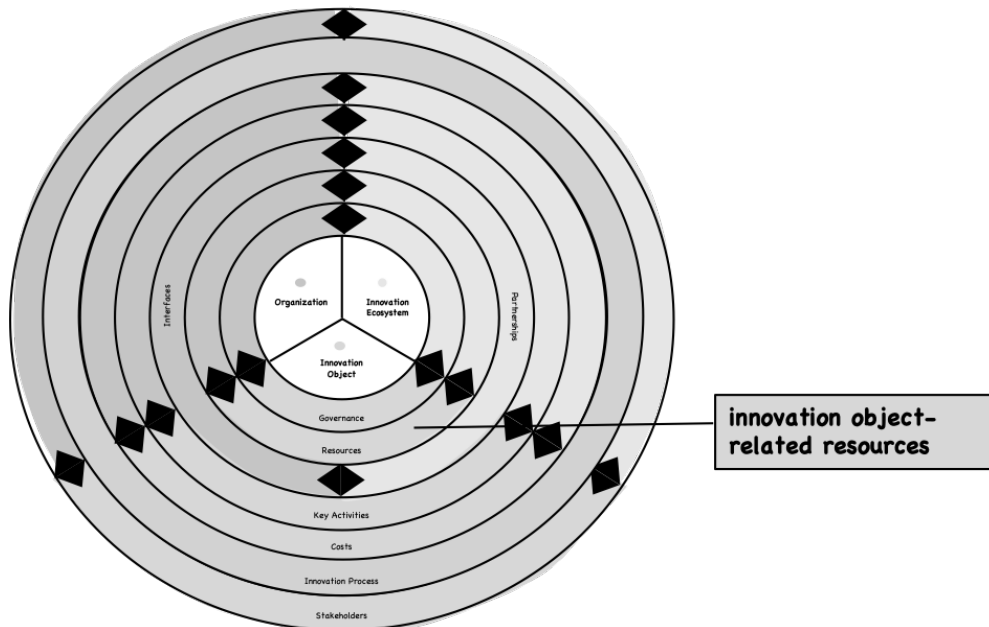 Organization
Innovation
Ecosystem
Innovation
Object
Interfaces
Partnerships
Governance
Resources
Key Activities
Costs
Innovation Process
Stakeholders
innovation object-
related resources